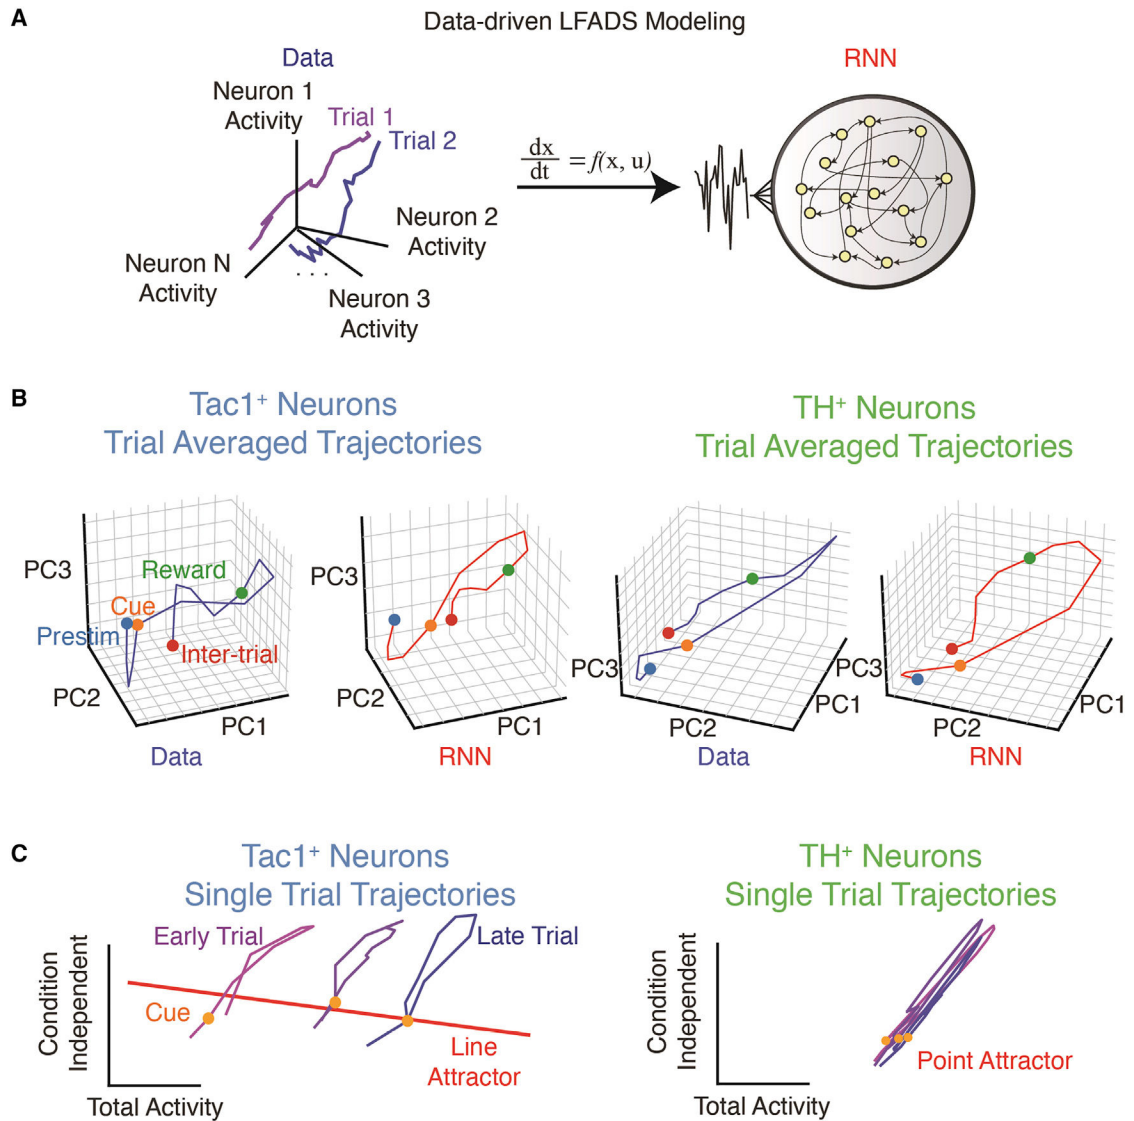 A
Data-driven LFADS Modeling
Data
RNN
Neuron 1
Activity
Trial 1
Trial 2
dx
dt
= f(x, u)
Neuron 2
Activity
Neuron N
Activity
. . .
Neuron 3
Activity
B
Tac1+ Neurons
Trial Averaged Trajectories
TH+ Neurons
Trial Averaged Trajectories
PC3
Reward
Cue
Prestim
Inter-trial
PC2
PC1
Data
PC3
PC2
PC1
RNN
PC3
PC2
PC1
Data
PC3
PC2
PC1
RNN
C
Tac1+ Neurons
Single Trial Trajectories
TH+ Neurons
Single Trial Trajectories
Condition
Independent
Early Trial
Late Trial
Cue
Line
Attractor
Total Activity
Condition
Independent
Point Attractor
Total Activity